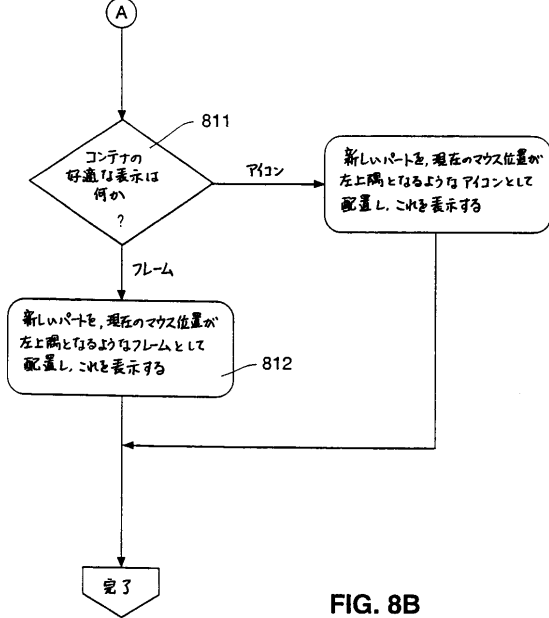 A
811
コンテナの
好適な表示は
何か
?
アイコン
新しいパートを,現在のマウス位置が
左上隅となるようなアイコンとして
配置し,これを表示する
フレーム
新しいパートを,現在のマウス位置が
左上隅となるようなフレームとして
配置し,これを表示する
812
完了
FIG. 8B